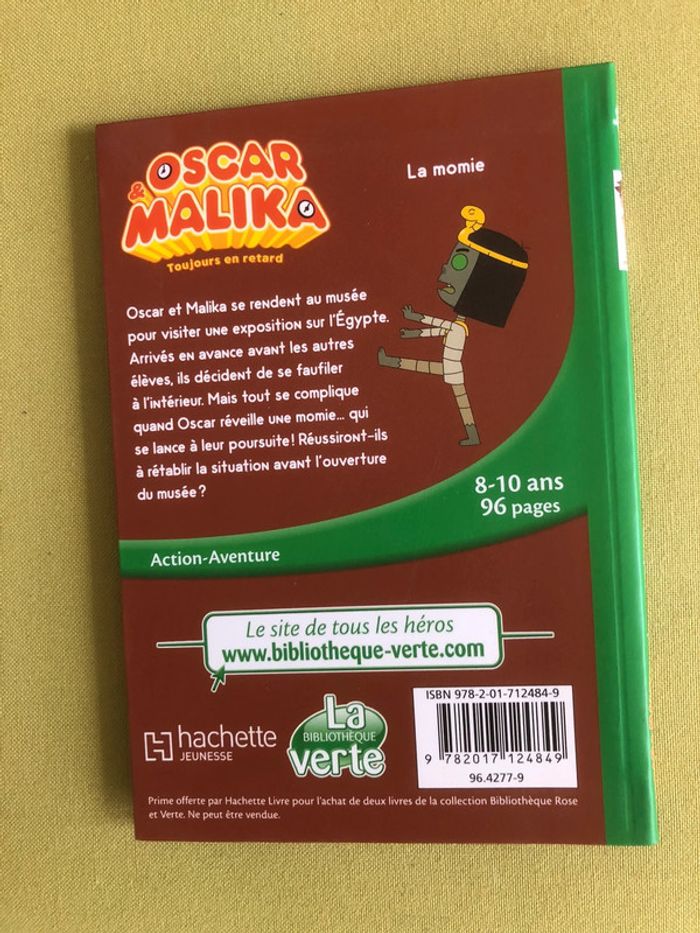 OSCAR
& MALIKA
Toujours en retard
La momie
Oscar et Malika se rendent au musée
pour visiter une exposition sur l'Égypte.
Arrivés en avance avant les autres
élèves, ils décident de se faufiler
à l'intérieur. Mais tout se complique
quand Oscar réveille une momie... qui
se lance à leur poursuite ! Réussiront-ils
à rétablir la situation avant l'ouverture
du musée ?
8-10 ans
96 pages
Action-Aventure
Le site de tous les héros
www.bibliotheque-verte.com
hachette
JEUNESSE
La
BIBLIOTHÈQUE
verte
ISBN 978-2-01-712484-9
9 782017 124849
96.4277-9
Prime offerte par Hachette Livre pour l'achat de deux livres de la collection Bibliothèque Rose
et Verte. Ne peut être vendue.